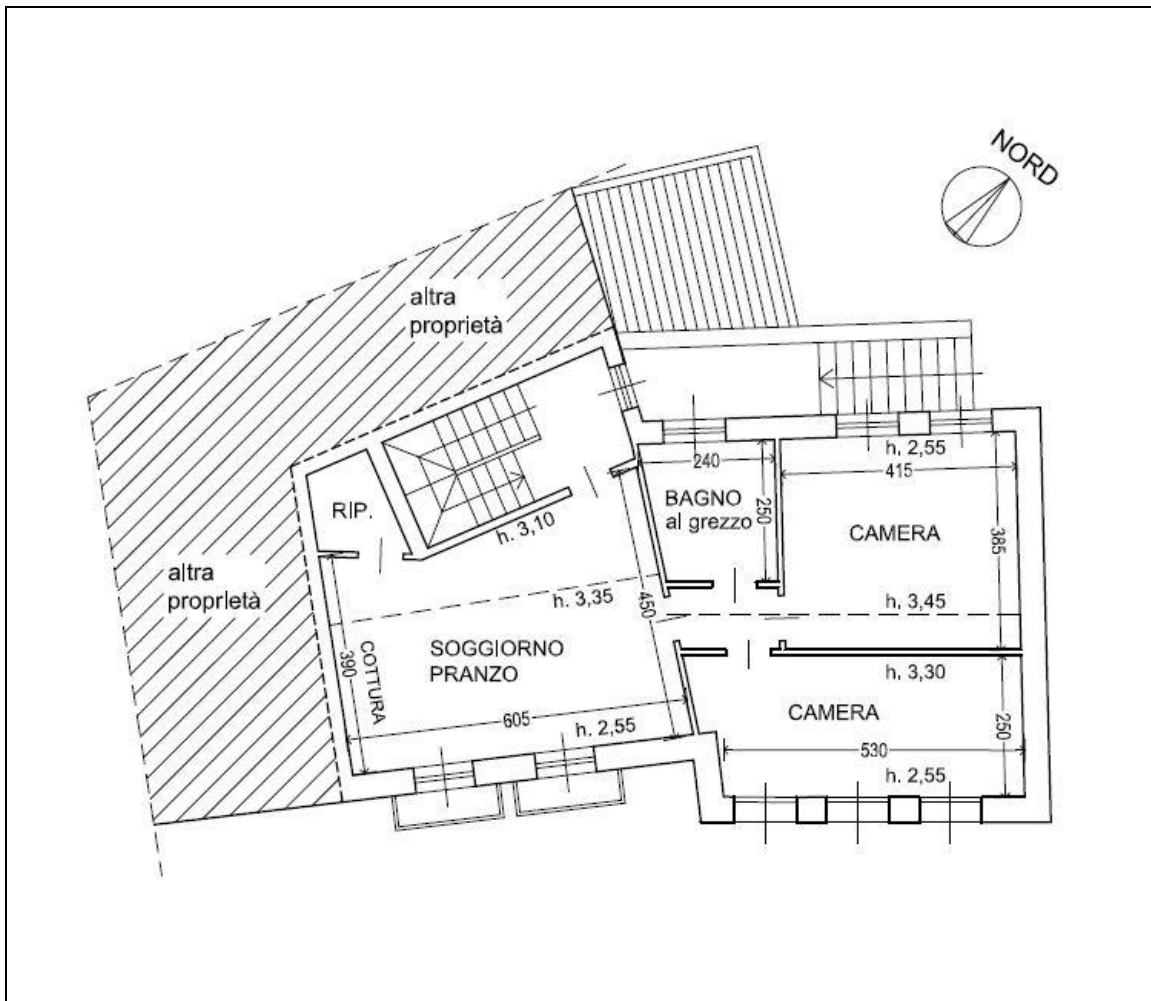 NORD
altra
proprietà
h. 2,55
240
415
RIP.
BAGNO
al grezzo
250
h. 3,10
CAMERA
385
altra
proprietà
h. 3,35
450
h. 3,45
COTTURA
390
SOGGIORNO
PRANZO
h. 3,30
CAMERA
250
605
h. 2,55
530
h. 2,55